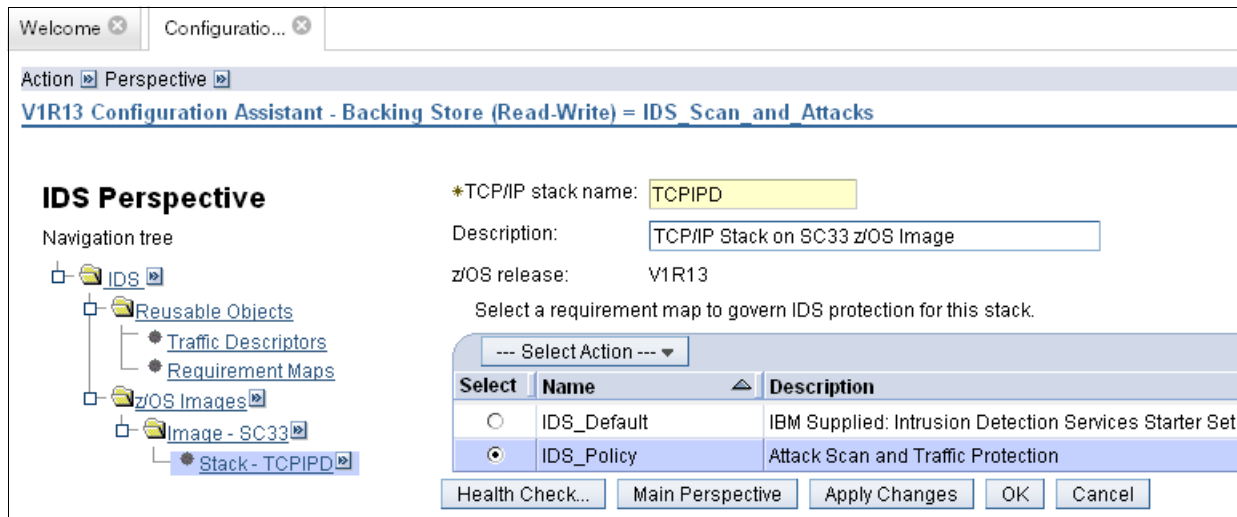 Welcome
Configuratio...
Action Perspective
V1R13 Configuration Assistant - Backing Store (Read-Write) = IDS_Scan_and_Attacks
IDS Perspective
Navigation tree
IDS
Reusable Objects
Traffic Descriptors
Requirement Maps
z/OS Images
Image - SC33
Stack - TCPIPD
*TCP/IP stack name: TCPIPD
Description: TCP/IP Stack on SC33 z/OS Image
z/OS release: V1R13
Select a requirement map to govern IDS protection for this stack.
--- Select Action ---
Select Name Description
IDS_Default IBM Supplied: Intrusion Detection Services Starter Set
IDS_Policy Attack Scan and Traffic Protection
Health Check... Main Perspective Apply Changes OK Cancel